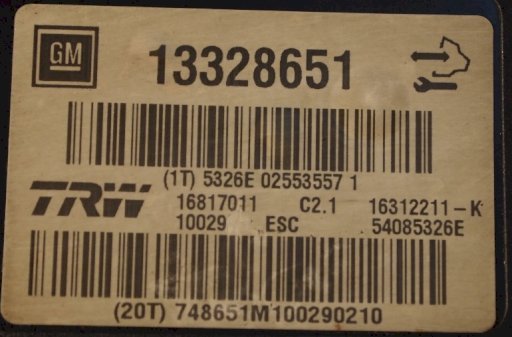 GM 13328651
(1T) 5326E 02553557 1
TRW 16817011 C2.1 16312211-K
10029 ESC 54085326E
(20T) 748651M100290210